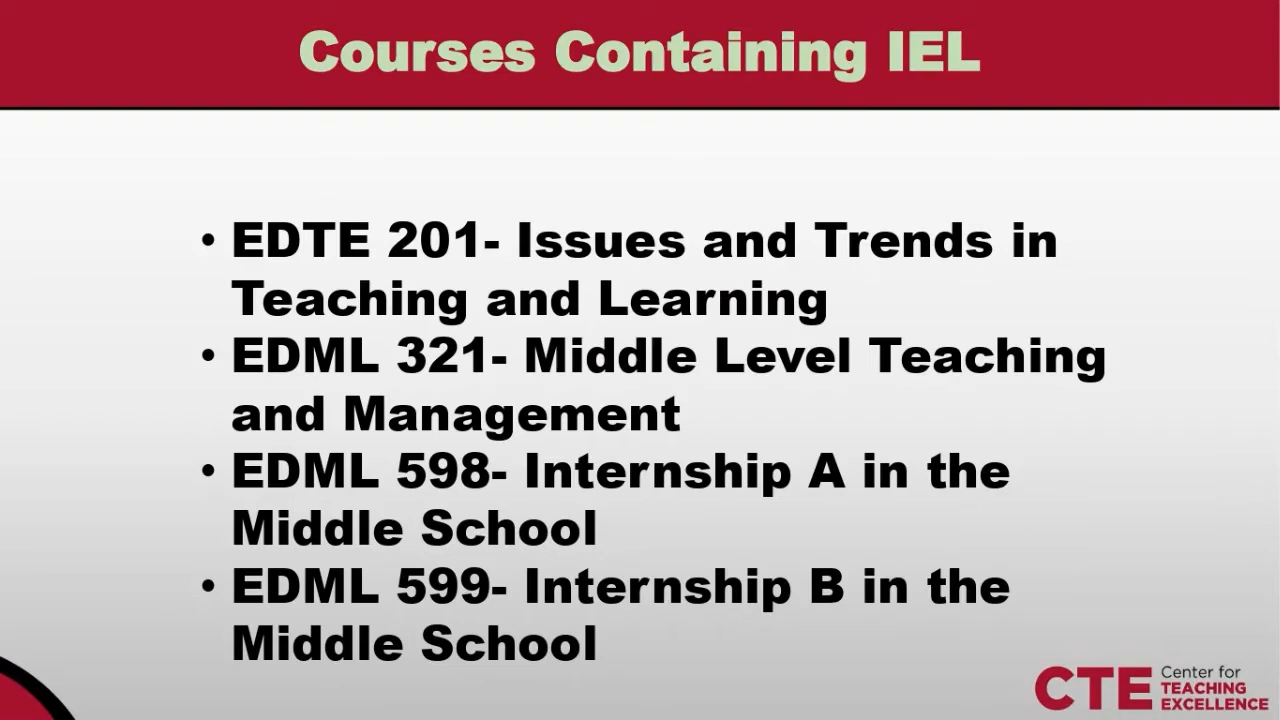 Courses Containing IEL
• EDTE 201- Issues and Trends in
Teaching and Learning
• EDML 321- Middle Level Teaching
and Management
• EDML 598- Internship A in the
Middle School
• EDML 599- Internship B in the
Middle School
CTE
Center for
TEACHING
EXCELLENCE